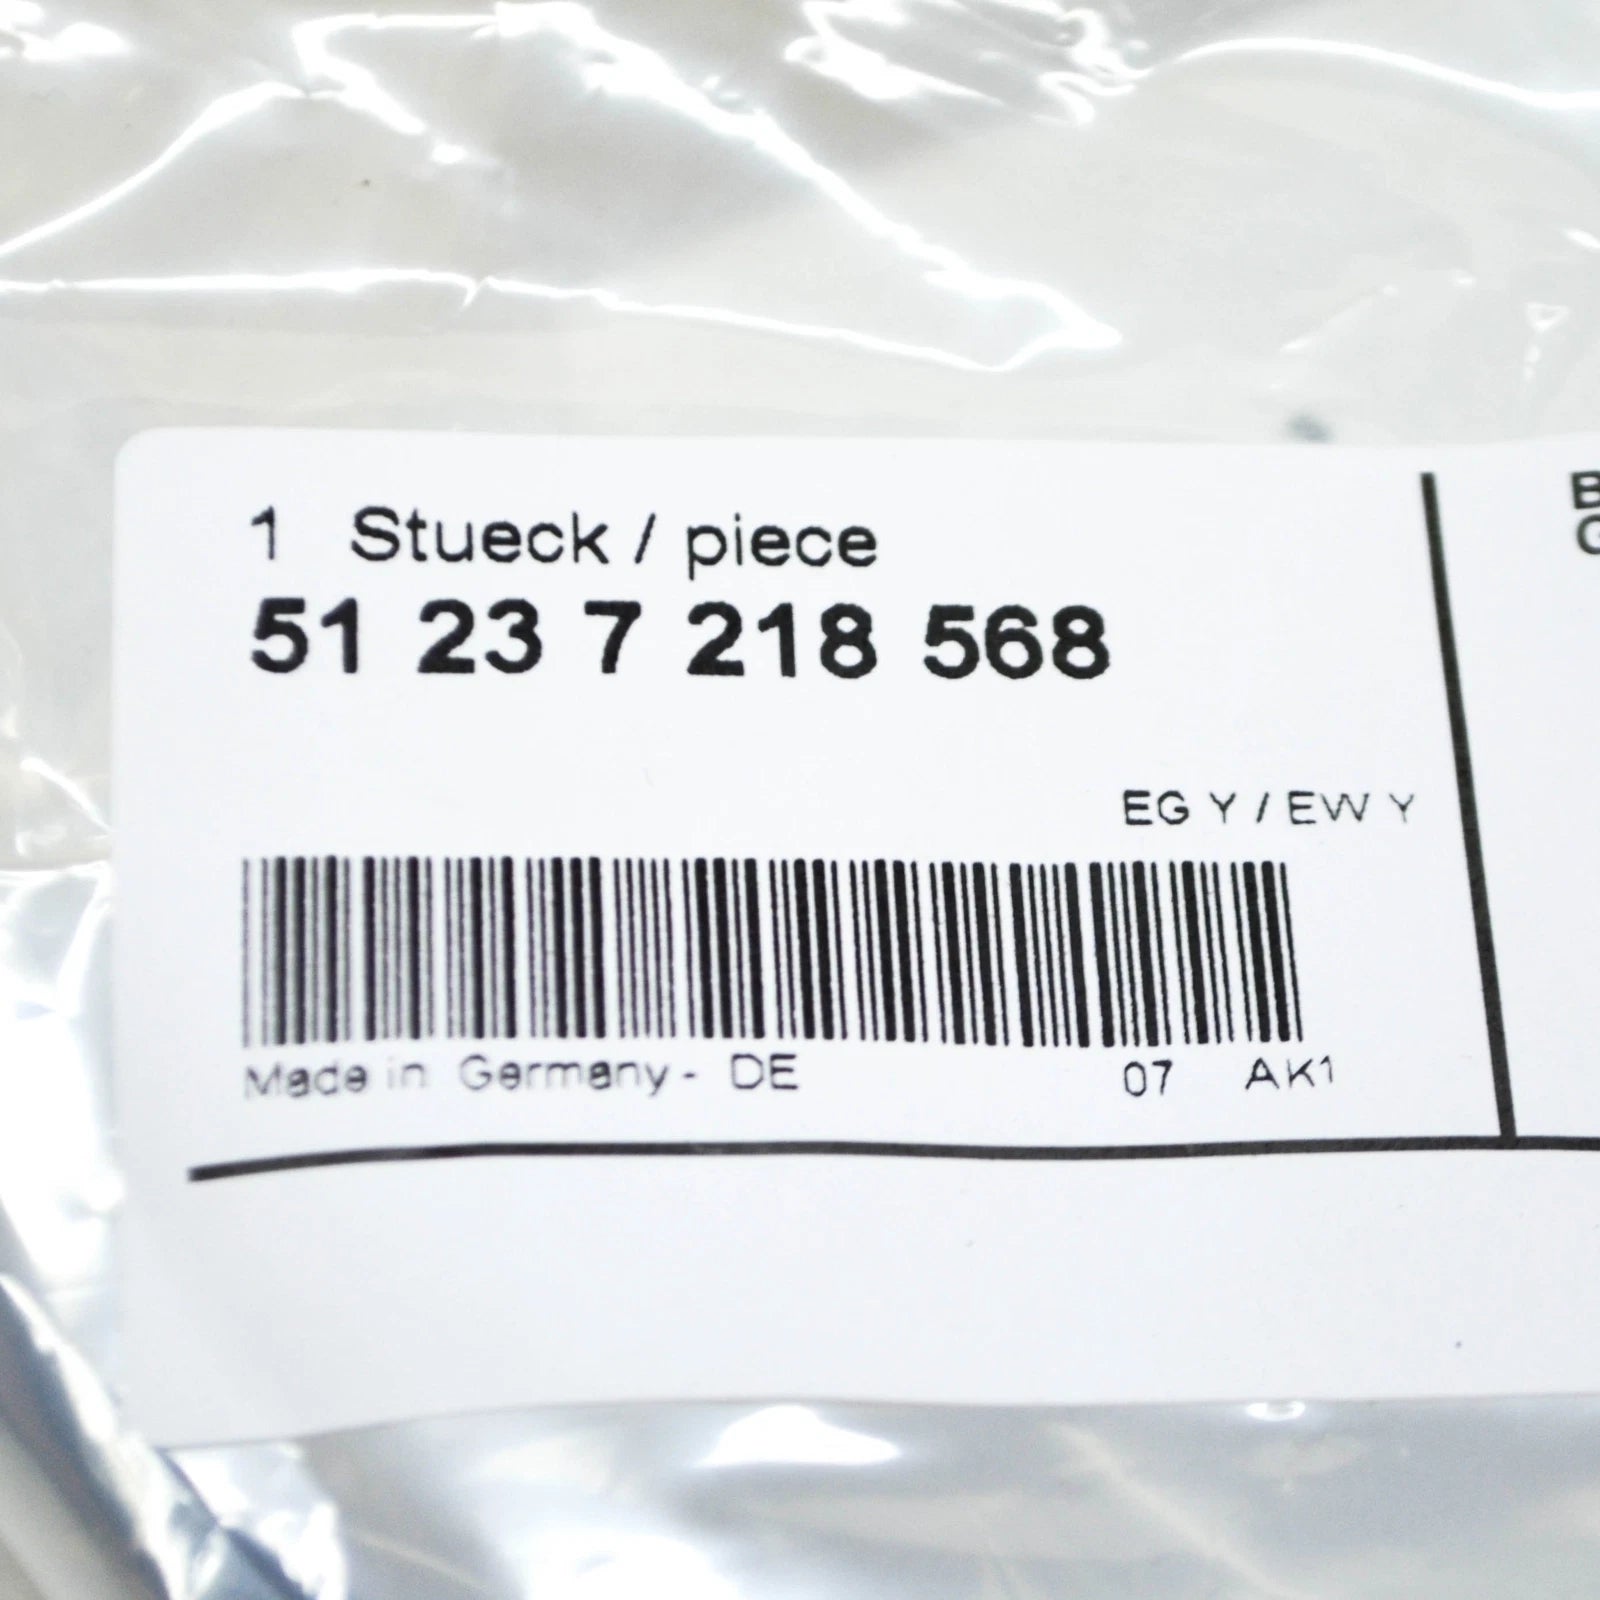 1 Stueck / piece
51 23 7 218 568
EG Y / EW Y
Made in Germany - DE 07 AK1
B
G